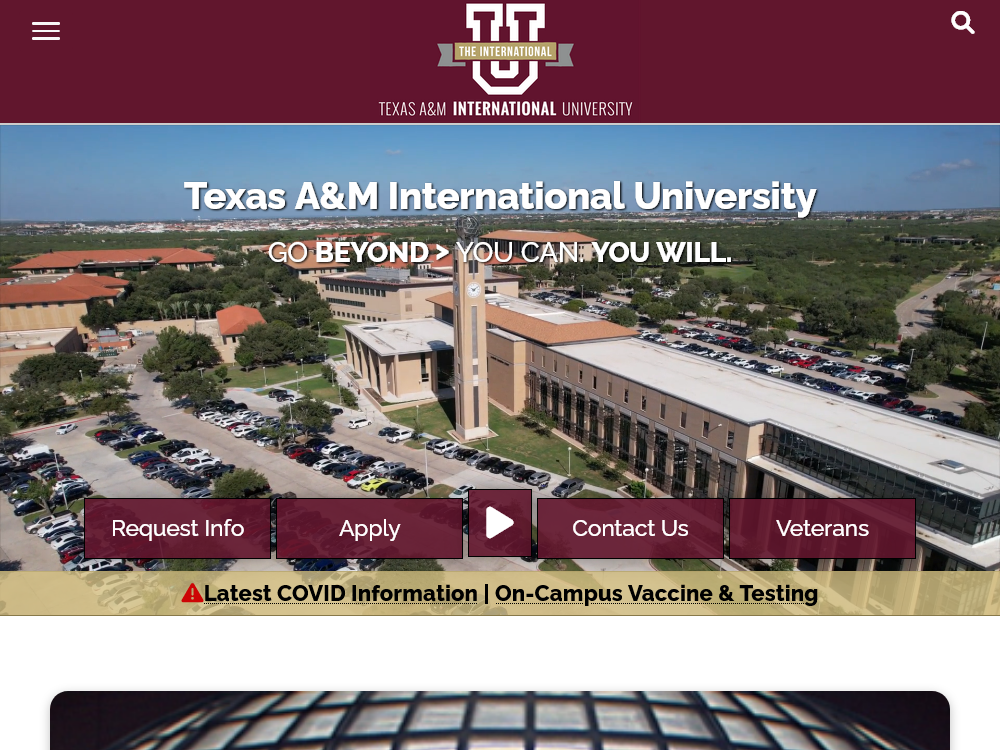 U
THE INTERNATIONAL
TEXAS A&M INTERNATIONAL UNIVERSITY
Texas A&M International University
GO BEYOND > YOU CAN. YOU WILL.
Request Info
Apply
Contact Us
Veterans
Latest COVID Information | On-Campus Vaccine & Testing